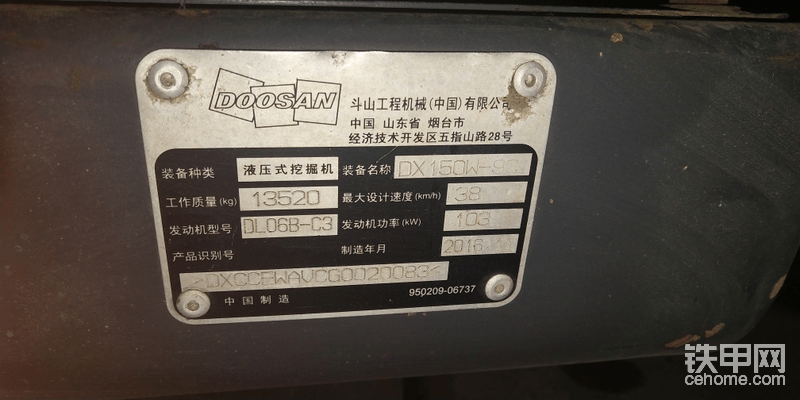 DOOSAN
斗山工程机械(中国)有限公司
中国 山东省 烟台市
经济技术开发区五指山路28号
装备种类 液压式挖掘机 装备名称 DX150W-9C
工作质量(kg) 13520 最大设计速度(km/h) 38
发动机型号 DL06B-C3 发动机功率(kW) 103
产品识别号 制造年月 2016
>DXCCEWAVCG0020083<
中国制造 950209-06737
铁甲网
cehome.com